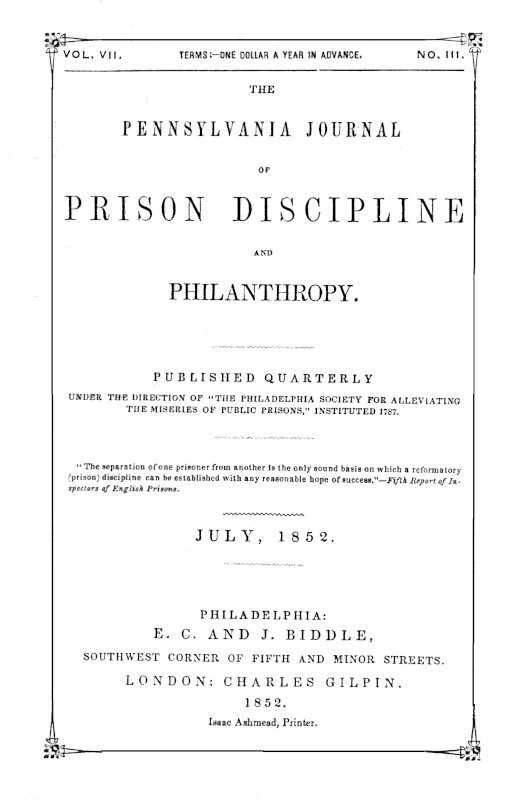 VOL. VII. TERMS:—ONE DOLLAR A YEAR IN ADVANCE. NO. III.
THE
PENNSYLVANIA JOURNAL
OF
PRISON DISCIPLINE
AND
PHILANTHROPY.
PUBLISHED QUARTERLY
UNDER THE DIRECTION OF "THE PHILADELPHIA SOCIETY FOR ALLEVIATING
THE MISERIES OF PUBLIC PRISONS," INSTITUTED 1787.
"The separation of one prisoner from another is the only sound basis on which a reformatory
(prison) discipline can be established with any reasonable hope of success."—Fifth Report of In-
spectors of English Prisons.
JULY, 1852.
PHILADELPHIA:
E. C. AND J. BIDDLE,
SOUTHWEST CORNER OF FIFTH AND MINOR STREETS.
LONDON: CHARLES GILPIN.
1852.
Isaac Ashmead, Printer.